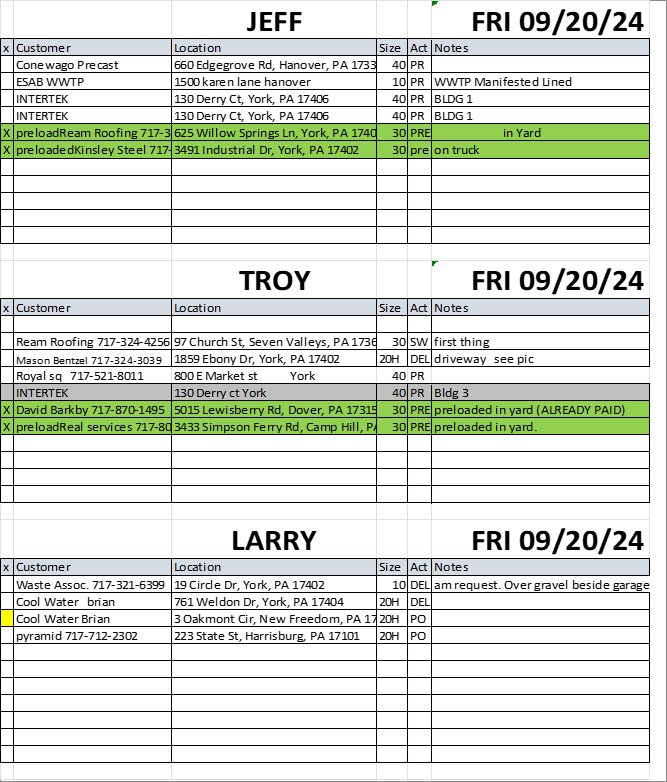 JEFF FRI 09/20/24
x Customer Location Size Act Notes
Conewago Precast 660 Edgegrove Rd, Hanover, PA 1733 40 PR
ESAB WWTP 1500 karen lane hanover 10 PR WWTP Manifested Lined
INTERTEK 130 Derry Ct, York, PA 17406 40 PR BLDG 1
INTERTEK 130 Derry Ct, York, PA 17406 40 PR BLDG 1
X preloadReam Roofing 717-3 625 Willow Springs Ln, York, PA 1740 30 PRE in Yard
X preloadedKinsley Steel 717- 3491 Industrial Dr, York, PA 17402 30 pre on truck
TROY FRI 09/20/24
x Customer Location Size Act Notes
Ream Roofing 717-324-4256 97 Church St, Seven Valleys, PA 1736 30 SW first thing
Mason Bentzel 717-324-3039 1859 Ebony Dr, York, PA 17402 20H DEL driveway see pic
Royal sq 717-521-8011 800 E Market st York 40 PR
INTERTEK 130 Derry ct York 40 PR Bldg 3
X David Barkby 717-870-1495 5015 Lewisberry Rd, Dover, PA 17315 30 PRE preloaded in yard (ALREADY PAID)
X preloadReal services 717-80 3433 Simpson Ferry Rd, Camp Hill, PA 30 PRE preloaded in yard.
LARRY FRI 09/20/24
x Customer Location Size Act Notes
Waste Assoc. 717-321-6399 19 Circle Dr, York, PA 17402 10 DEL am request. Over gravel beside garage
Cool Water brian 761 Weldon Dr, York, PA 17404 20H DEL
Cool Water Brian 3 Oakmont Cir, New Freedom, PA 17 20H PO
pyramid 717-712-2302 223 State St, Harrisburg, PA 17101 20H PO